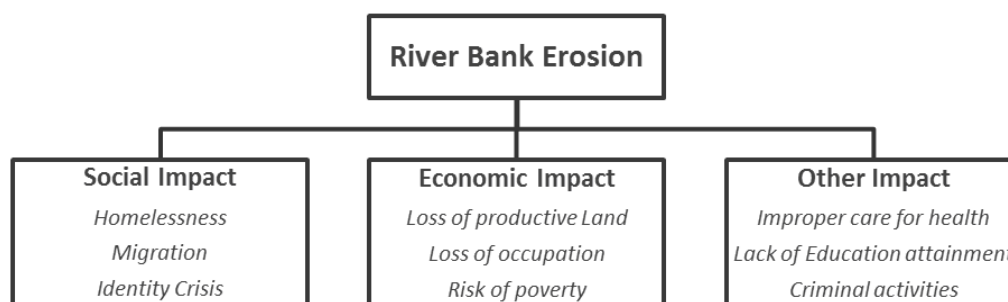 River Bank Erosion
Social Impact
Homelessness
Migration
Identity Crisis
Economic Impact
Loss of productive Land
Loss of occupation
Risk of poverty
Other Impact
Improper care for health
Lack of Education attainment
Criminal activities